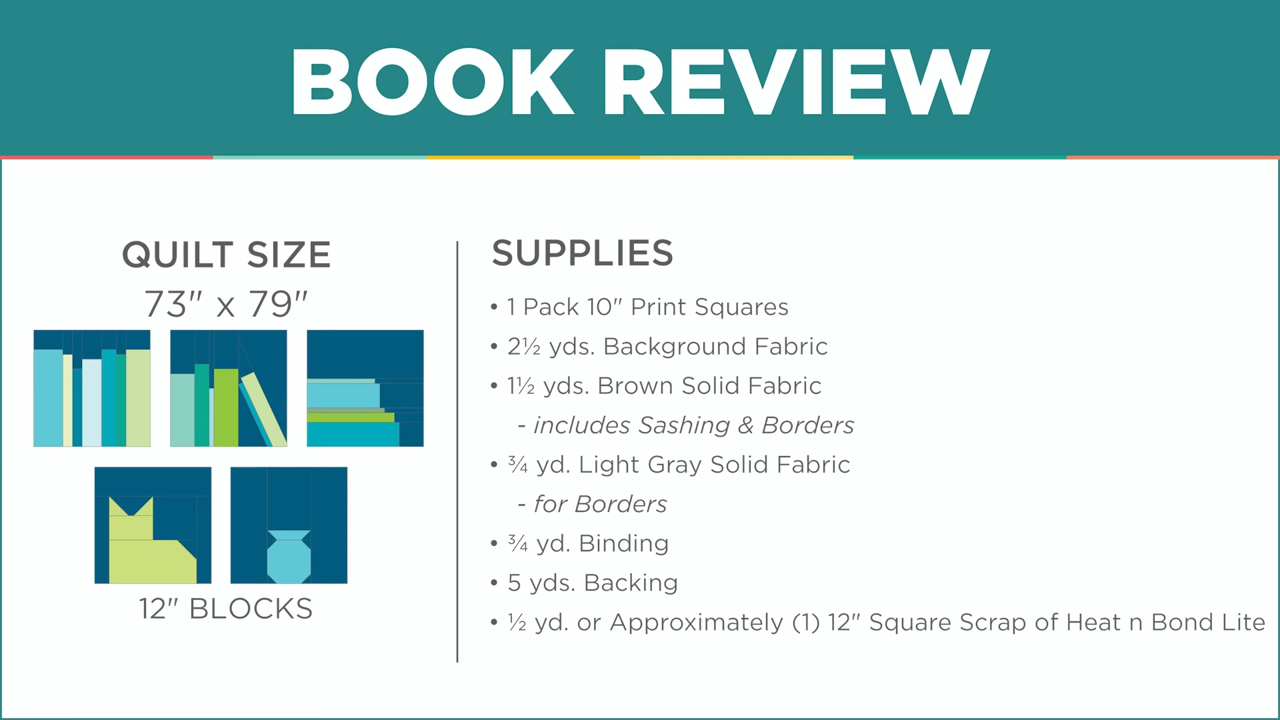 BOOK REVIEW
QUILT SIZE
73" x 79"
12" BLOCKS
SUPPLIES
• 1 Pack 10" Print Squares
• 2½ yds. Background Fabric
• 1½ yds. Brown Solid Fabric
- includes Sashing & Borders
• ¾ yd. Light Gray Solid Fabric
- for Borders
• ¾ yd. Binding
• 5 yds. Backing
• ½ yd. or Approximately (1) 12" Square Scrap of Heat n Bond Lite